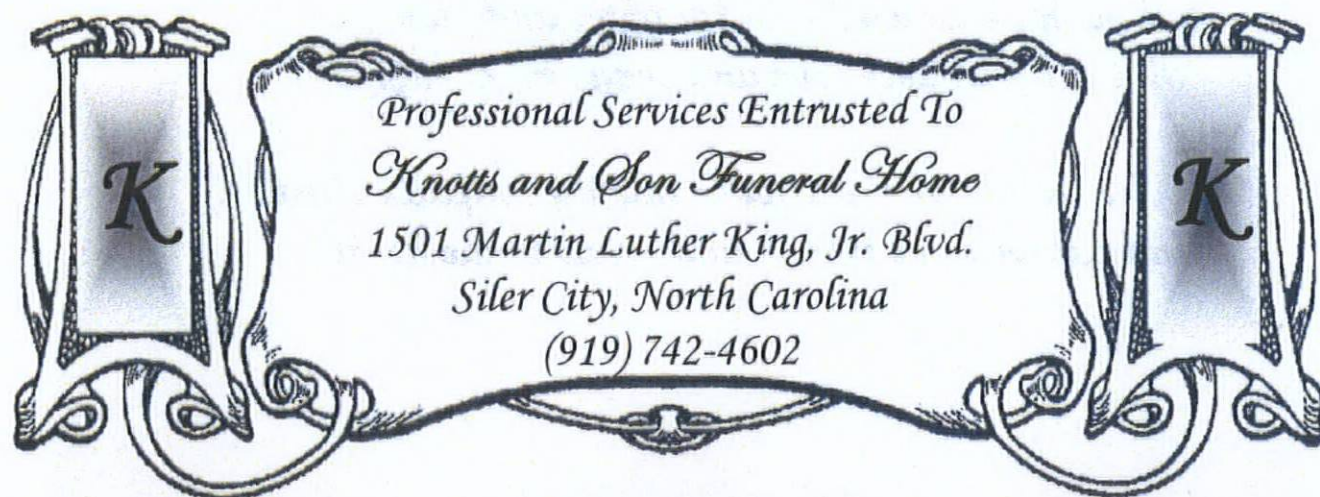 K
Professional Services Entrusted To
Knotts and Son Funeral Home
1501 Martin Luther King, Jr. Blvd.
Siler City, North Carolina
(919) 742-4602
K